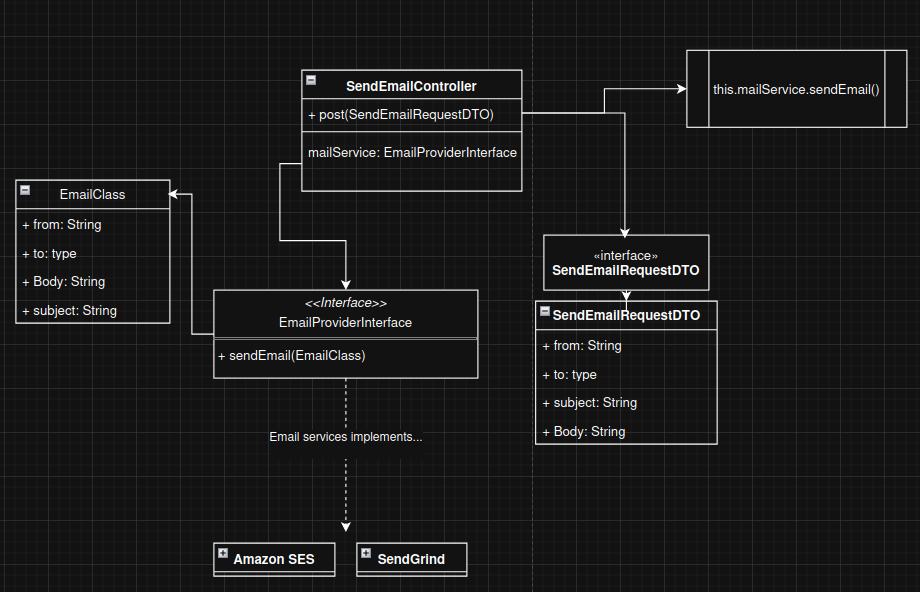 SendEmailController
+ post(SendEmailRequestDTO)
mailService: EmailProviderInterface
this.mailService.sendEmail()
EmailClass
+ from: String
+ to: type
+ Body: String
+ subject: String
«interface»
SendEmailRequestDTO
<<Interface>>
EmailProviderInterface
+ sendEmail(EmailClass)
SendEmailRequestDTO
+ from: String
+ to: type
+ subject: String
+ Body: String
Email services implements...
Amazon SES
SendGrind